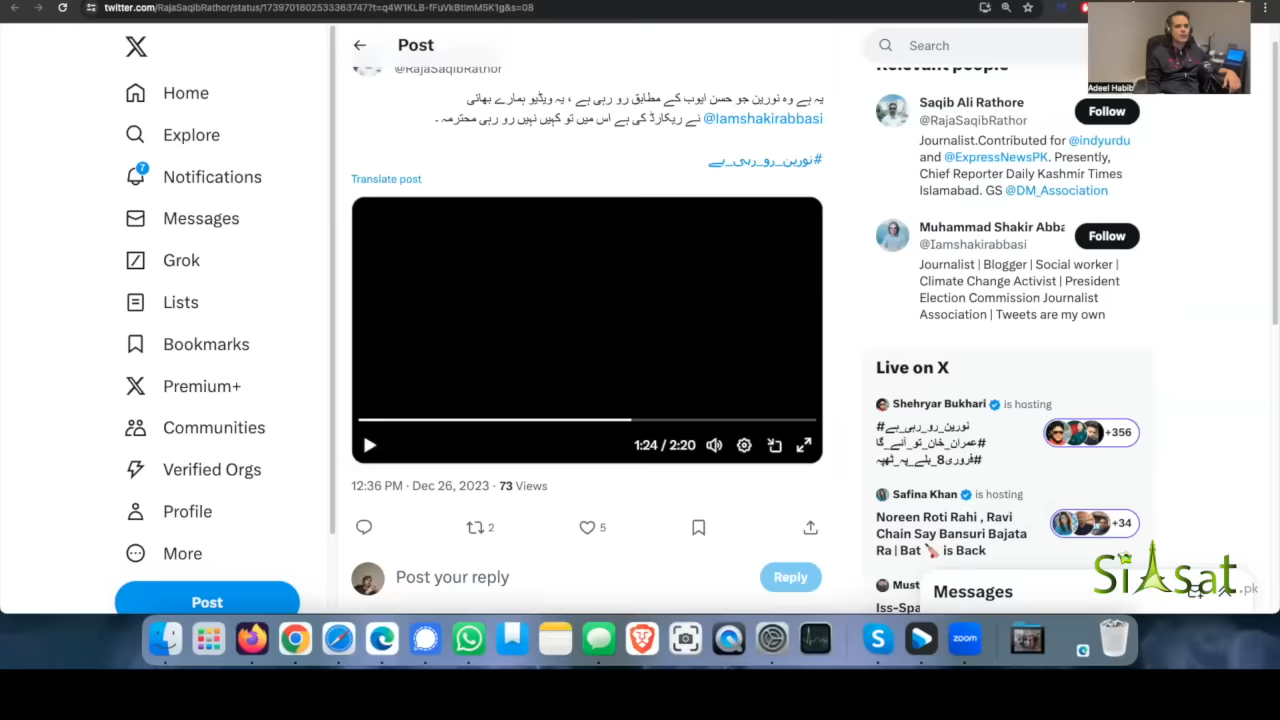 twitter.com/RajaSaqibRathor/status/1739701802533363747?t=q4W1KLB-fFuVkBtlmMSK1g&s=08
Adeel Habib
Home
Explore
7
Notifications
Messages
Grok
Lists
Bookmarks
Premium+
Communities
Verified Orgs
Profile
More
Post
Post
@RajaSaqibRathor
یہ ہے وہ نورین جو حسن ایوب کے مطابق رو رہی ہے ، یہ ویڈیو ہمارے بھائی
@Iamshakirabbasi نے ریکارڈ کی ہے اس میں تو کہیں نہیں رو رہی محترمہ ۔
#نورین_رو_رہی_ہے
Translate post
1:24 / 2:20
12:36 PM · Dec 26, 2023 · 73 Views
2
5
Post your reply
Reply
Search
Relevant people
Saqib Ali Rathore
@RajaSaqibRathor
Follow
Journalist.Contributed for @indyurdu
and @ExpressNewsPK. Presently,
Chief Reporter Daily Kashmir Times
Islamabad. GS @DM_Association
Muhammad Shakir Abba
@Iamshakirabbasi
Follow
Journalist | Blogger | Social worker |
Climate Change Activist | President
Election Commission Journalist
Association | Tweets are my own
Live on X
Shehryar Bukhari is hosting
#نورین_رو_رہی_ہے
#عمران_خان_تو_آئے_گا
#فروری8_بلے_پہ_ٹھپہ
+356
Safina Khan is hosting
Noreen Roti Rahi , Ravi
Chain Say Bansuri Bajata
Ra | Bat is Back
+34
Must
Iss-Spa
Messages
Siasat.pk
zoom